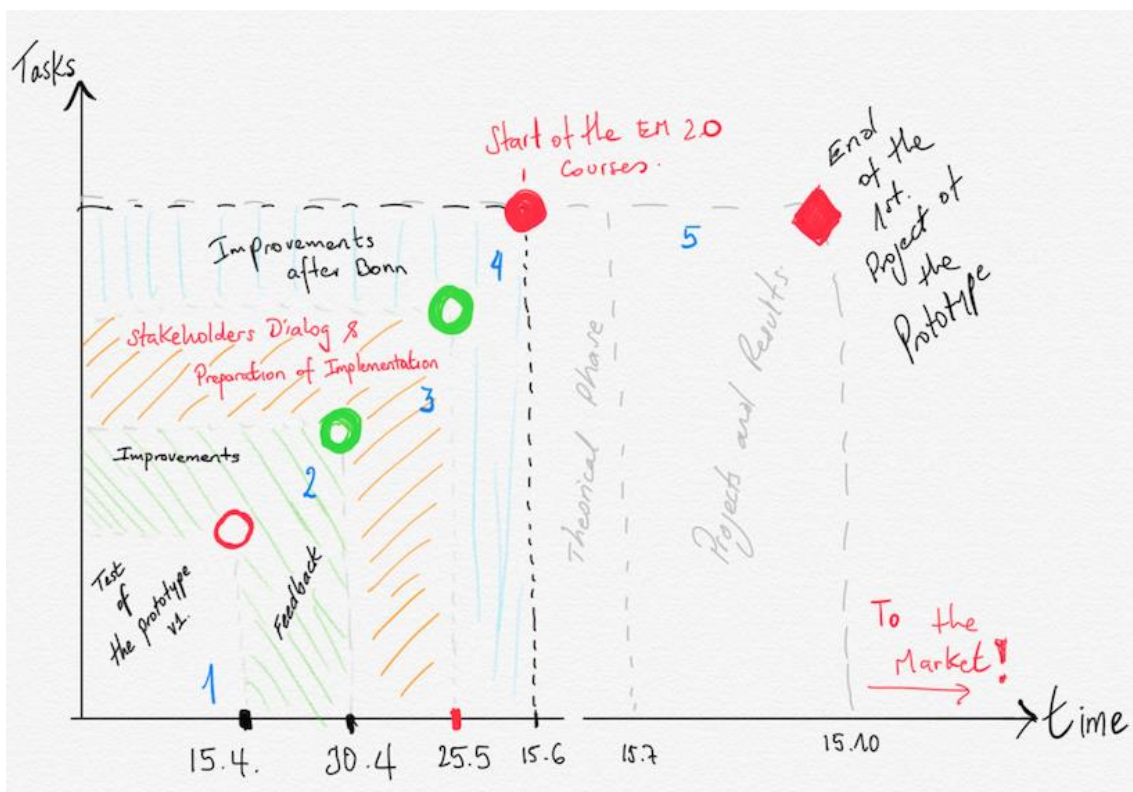 Tasks
Start of the EM 2.0
Courses.
End
of the
1st.
Project of
the
Prototype
Improvements
after Bonn
4
5
Stakeholders Dialog &
Preparation of Implementation
3
Improvements
2
Test
of
the prototype
v1.
Feedback
1
Theorical Phase
Projects and Results.
To the
Market!
time
15.4.
30.4
25.5
15.6
15.7
15.10